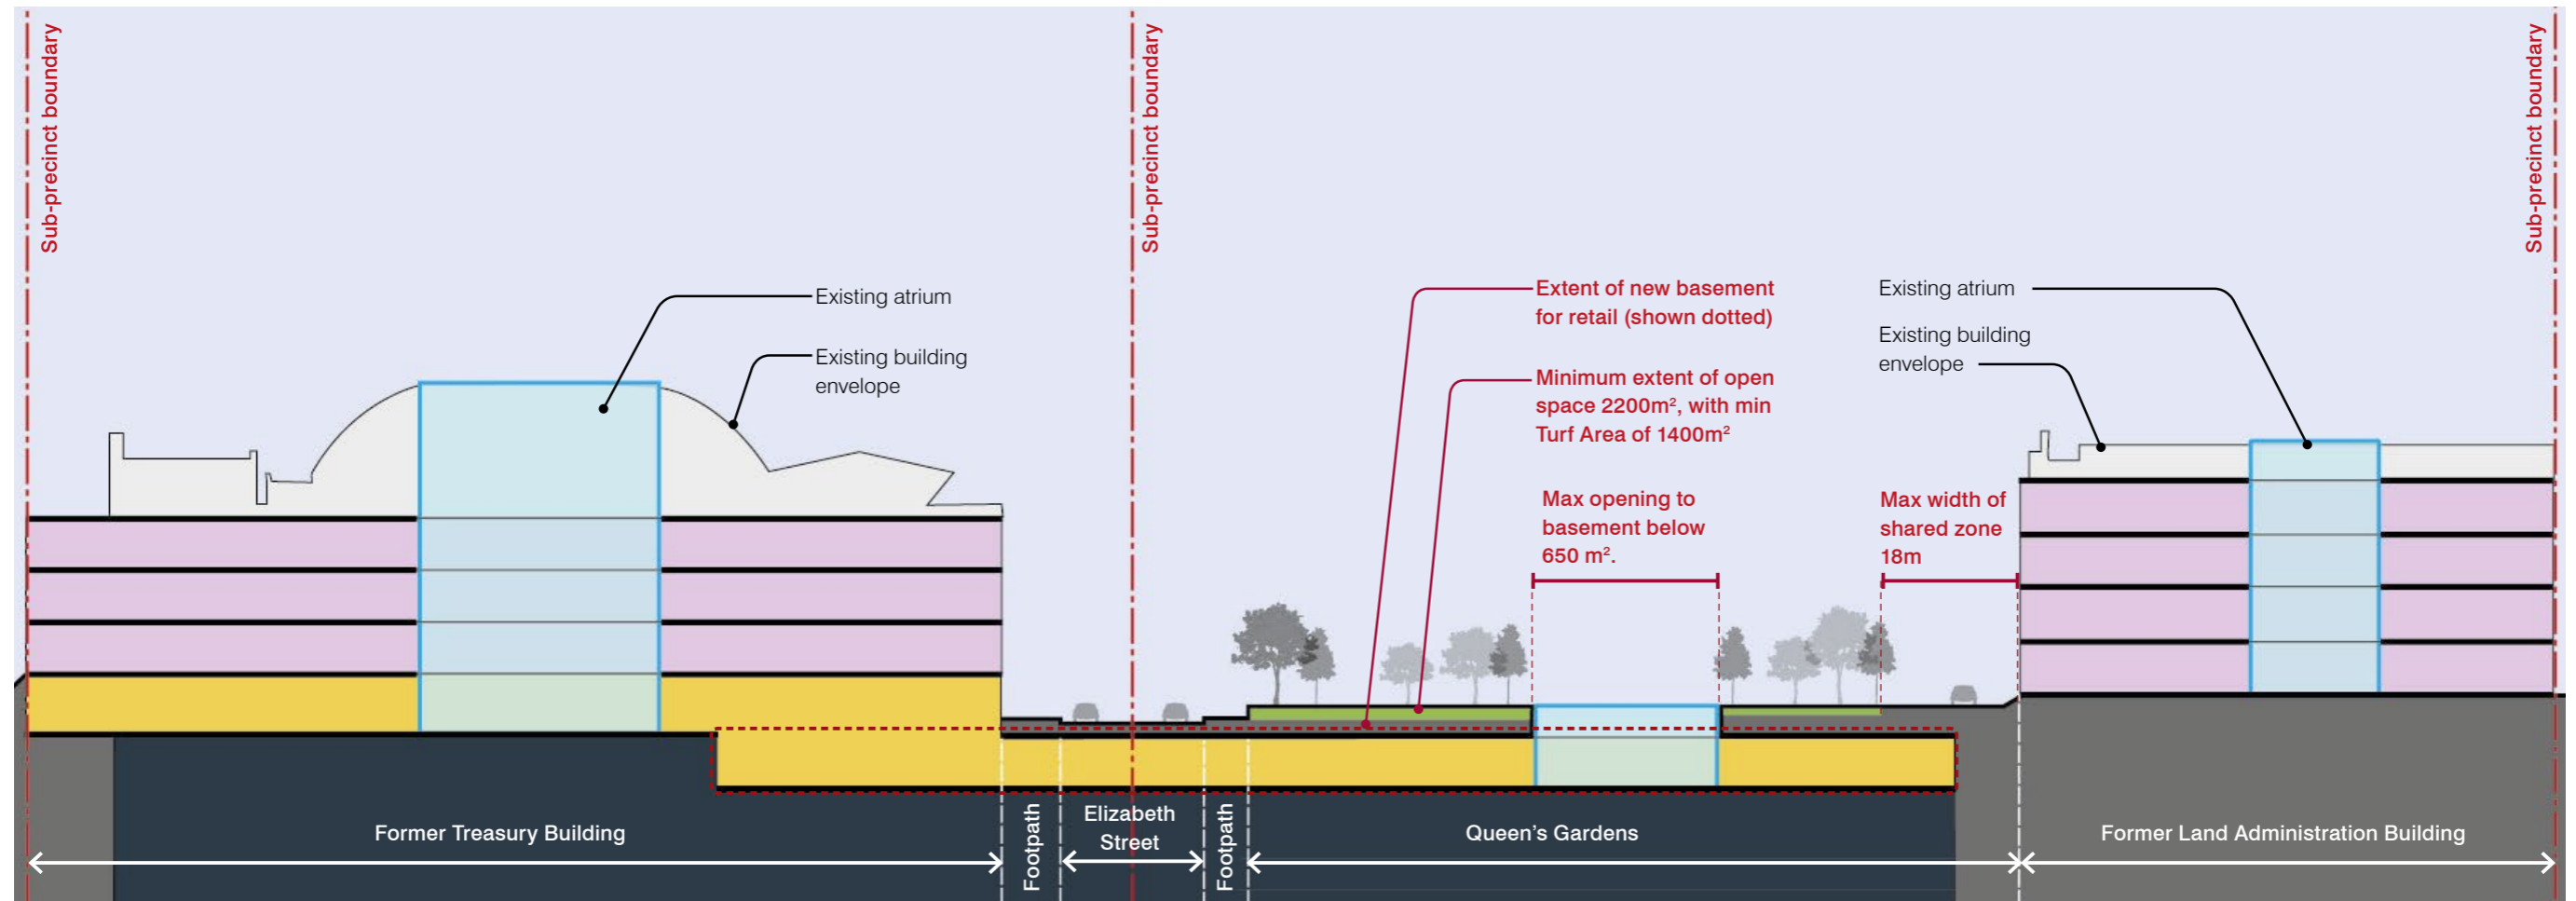 Sub-precinct boundary
Sub-precinct boundary
Sub-precinct boundary
Existing atrium
Existing building
envelope
Extent of new basement
for retail (shown dotted)
Minimum extent of open
space 2200m², with min
Turf Area of 1400m²
Max opening to
basement below
650 m².
Existing atrium
Existing building
envelope
Max width of
shared zone
18m
Former Treasury Building
Footpath
Elizabeth
Street
Footpath
Queen’s Gardens
Former Land Administration Building